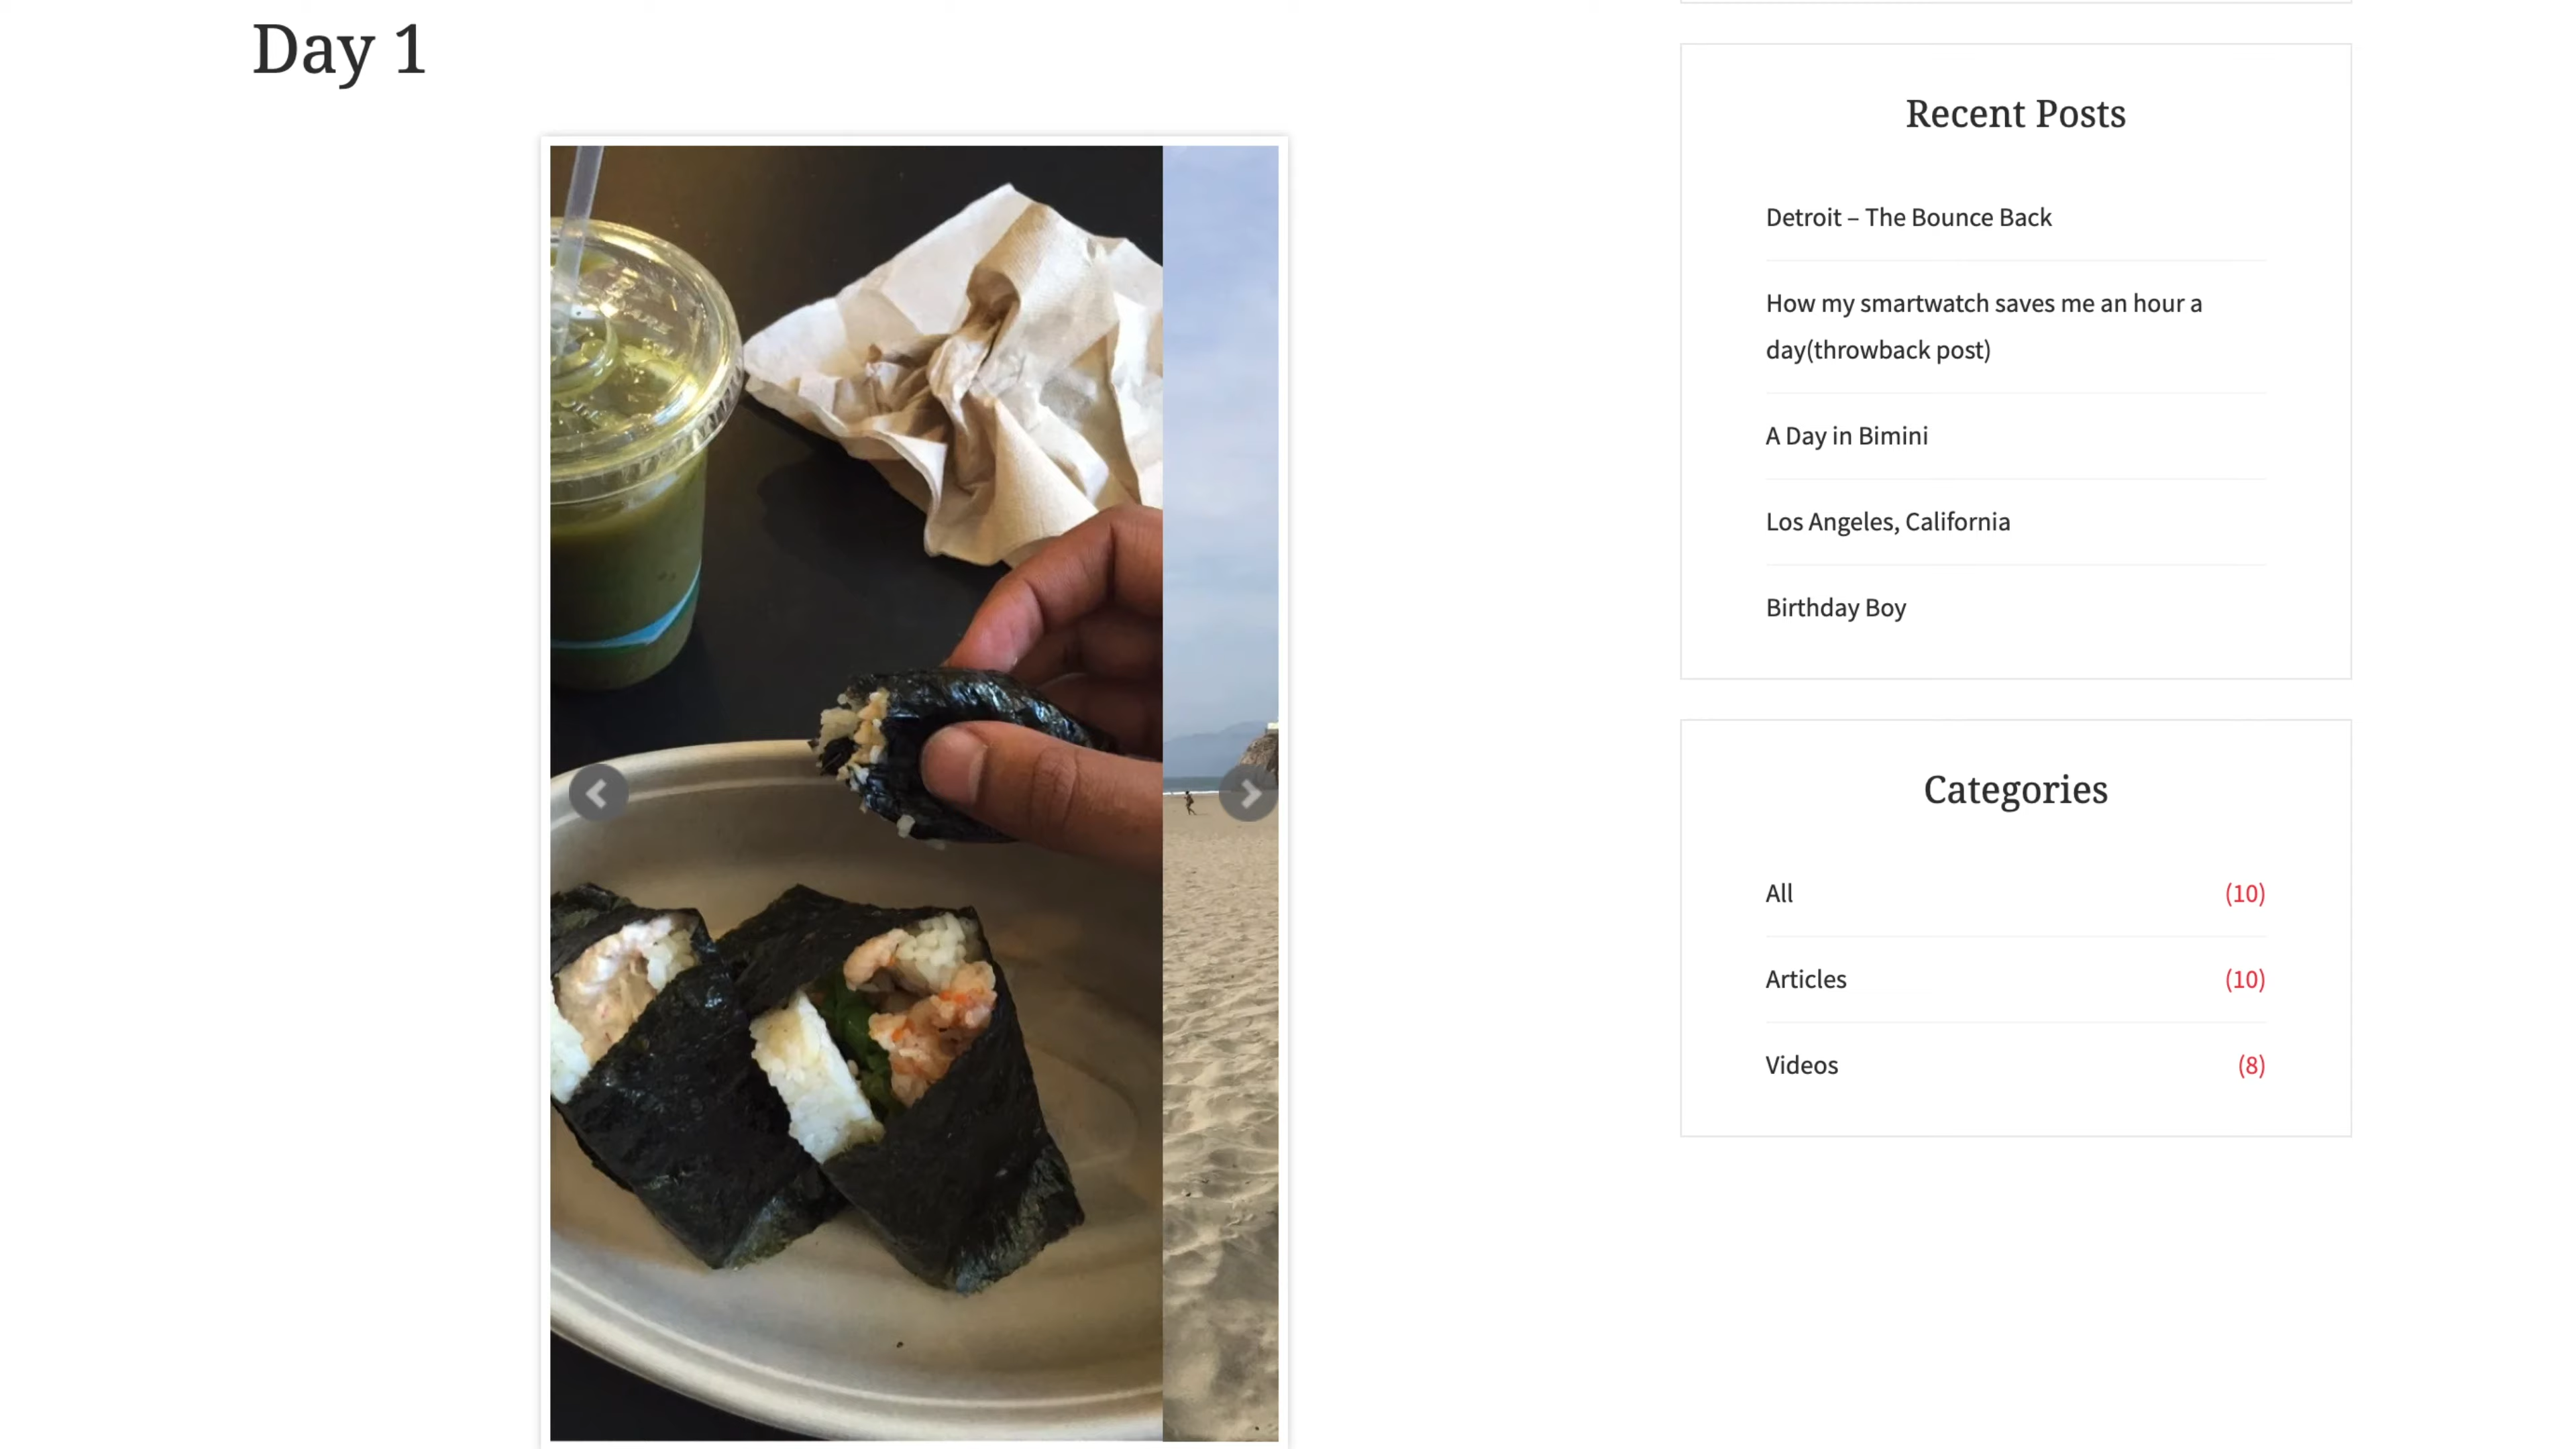 Day 1
Recent Posts
Detroit – The Bounce Back
How my smartwatch saves me an hour a
day(throwback post)
A Day in Bimini
Los Angeles, California
Birthday Boy
Categories
All (10)
Articles (10)
Videos (8)